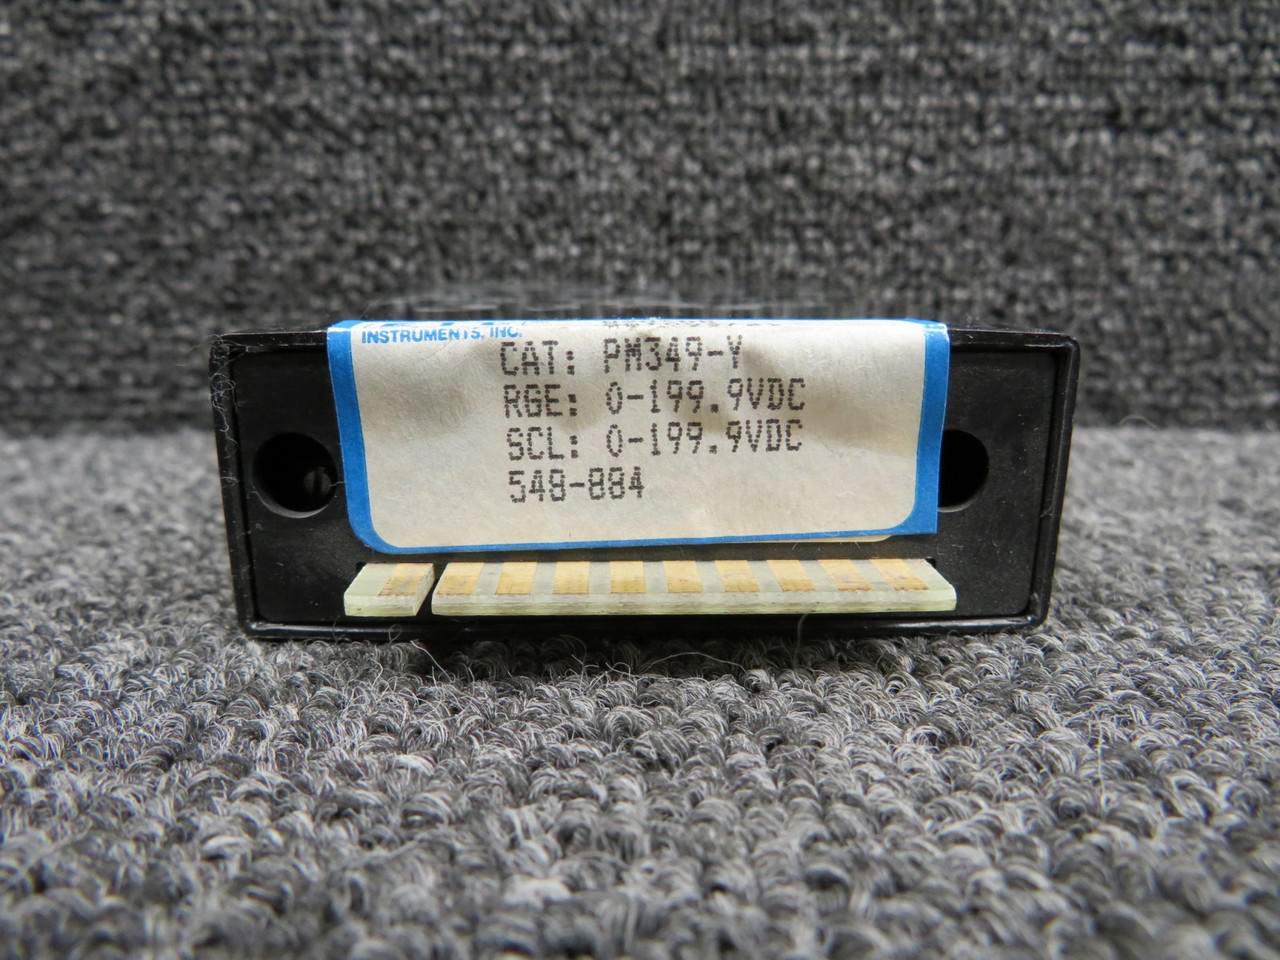 INSTRUMENTS, INC.
CAT: PM349-Y
RGE: 0-199.9VDC
SCL: 0-199.9VDC
548-884